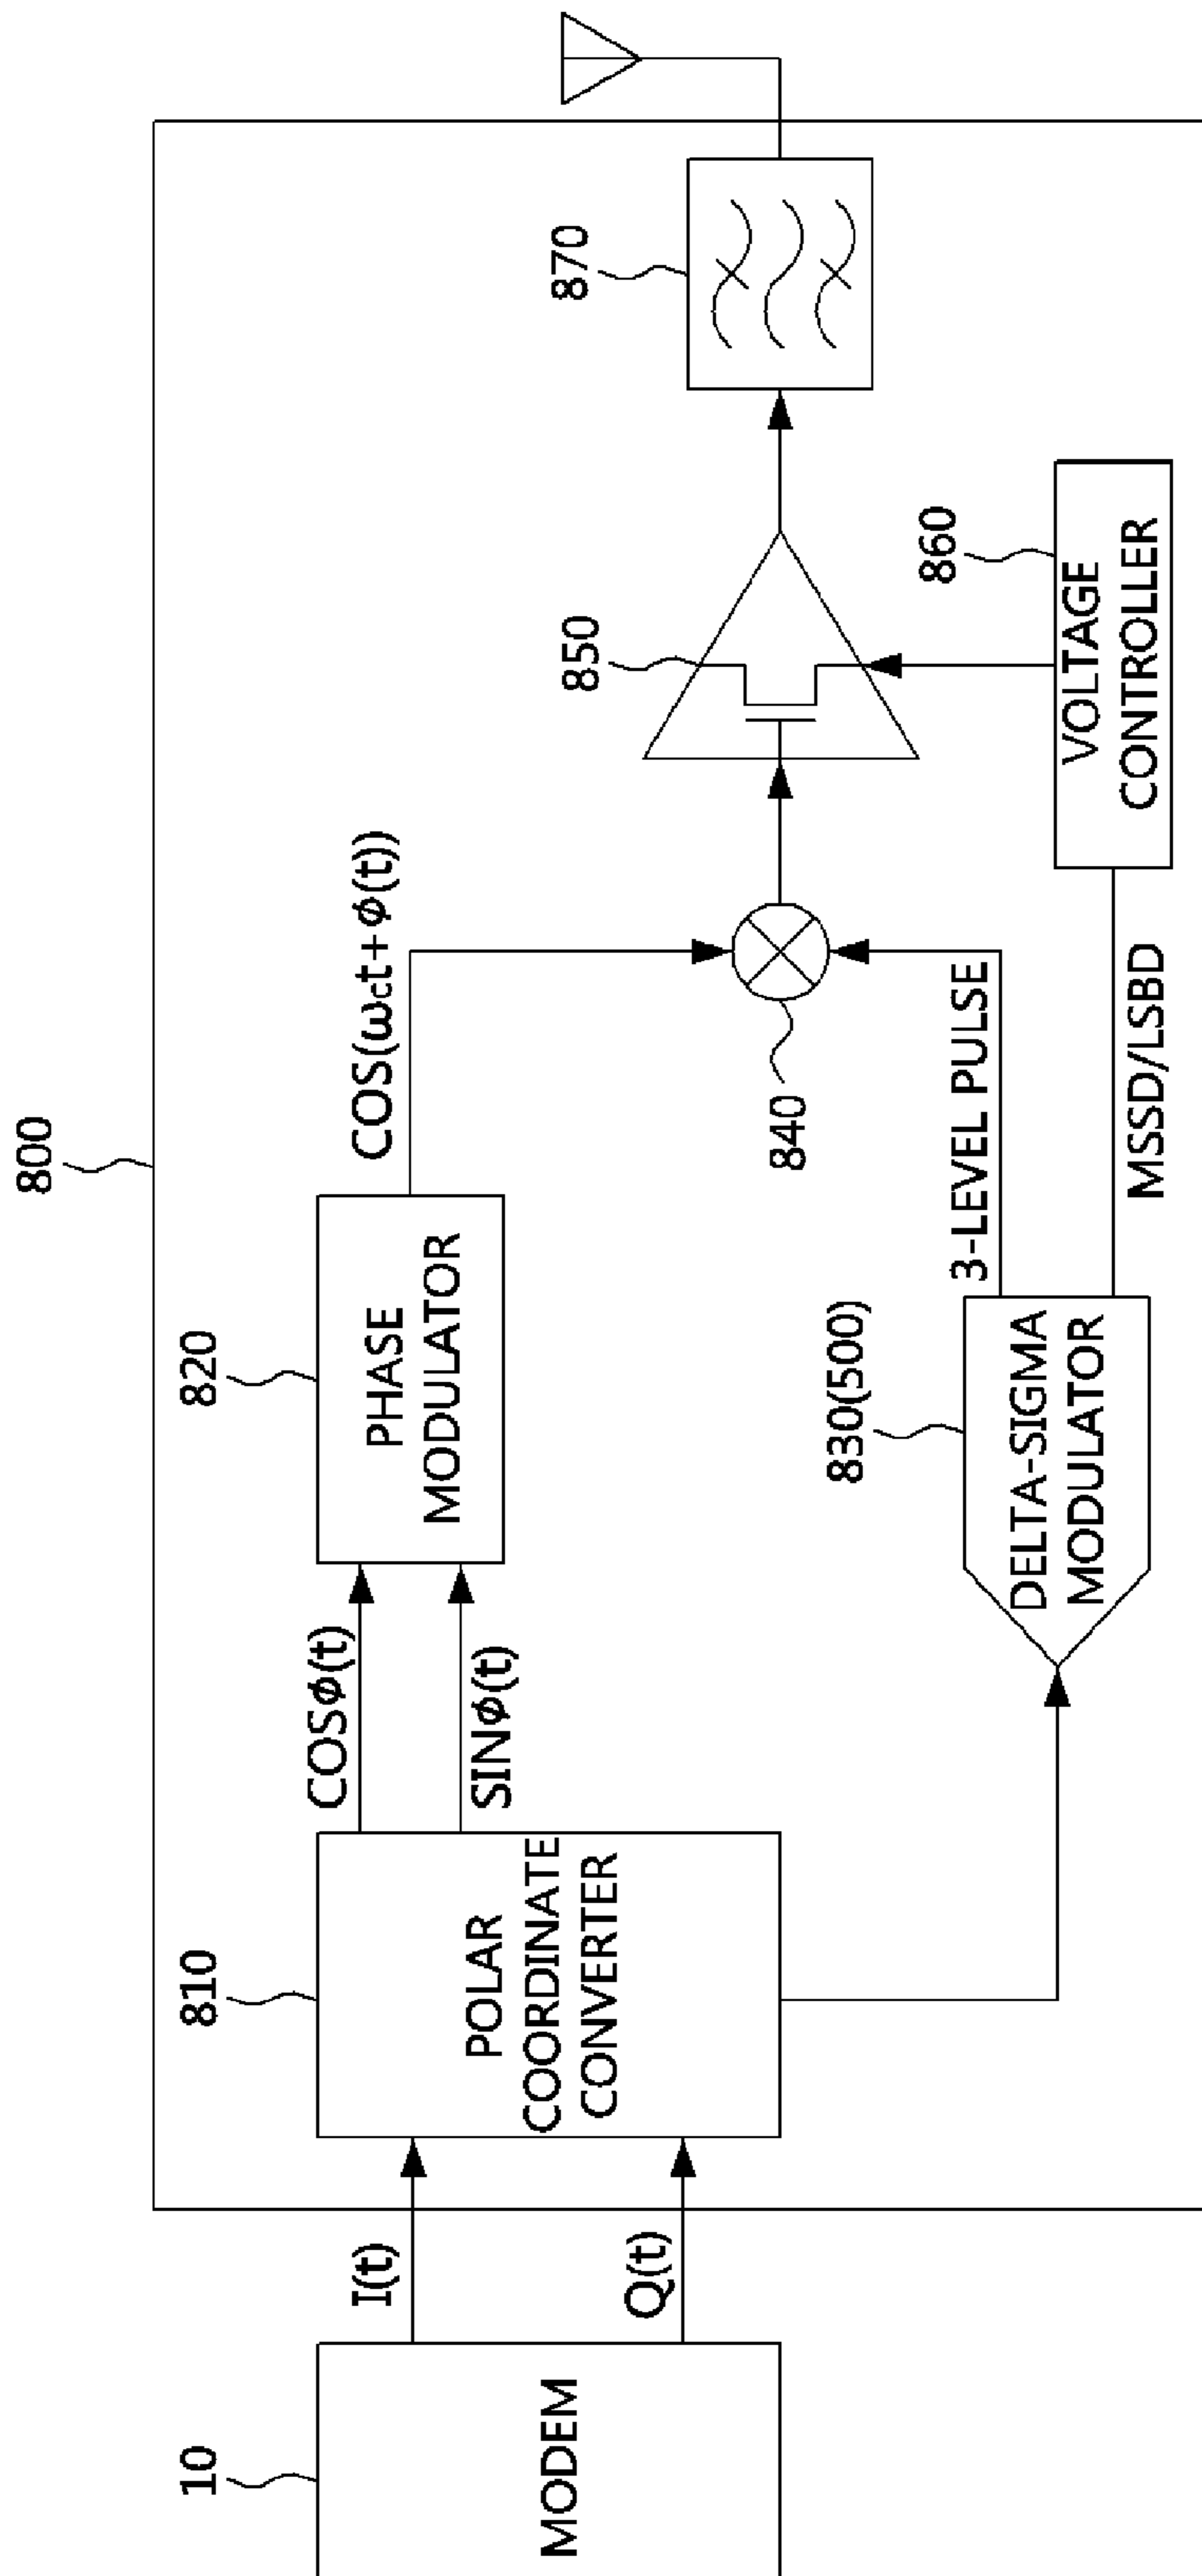 800
10
MODEM
I(t)
Q(t)
810
POLAR
COORDINATE
CONVERTER
COSϕ(t)
SINϕ(t)
820
PHASE
MODULATOR
COS(ωct+ϕ(t))
830(500)
DELTA-SIGMA
MODULATOR
3-LEVEL PULSE
MSSD/LSBD
840
850
860
VOLTAGE
CONTROLLER
870